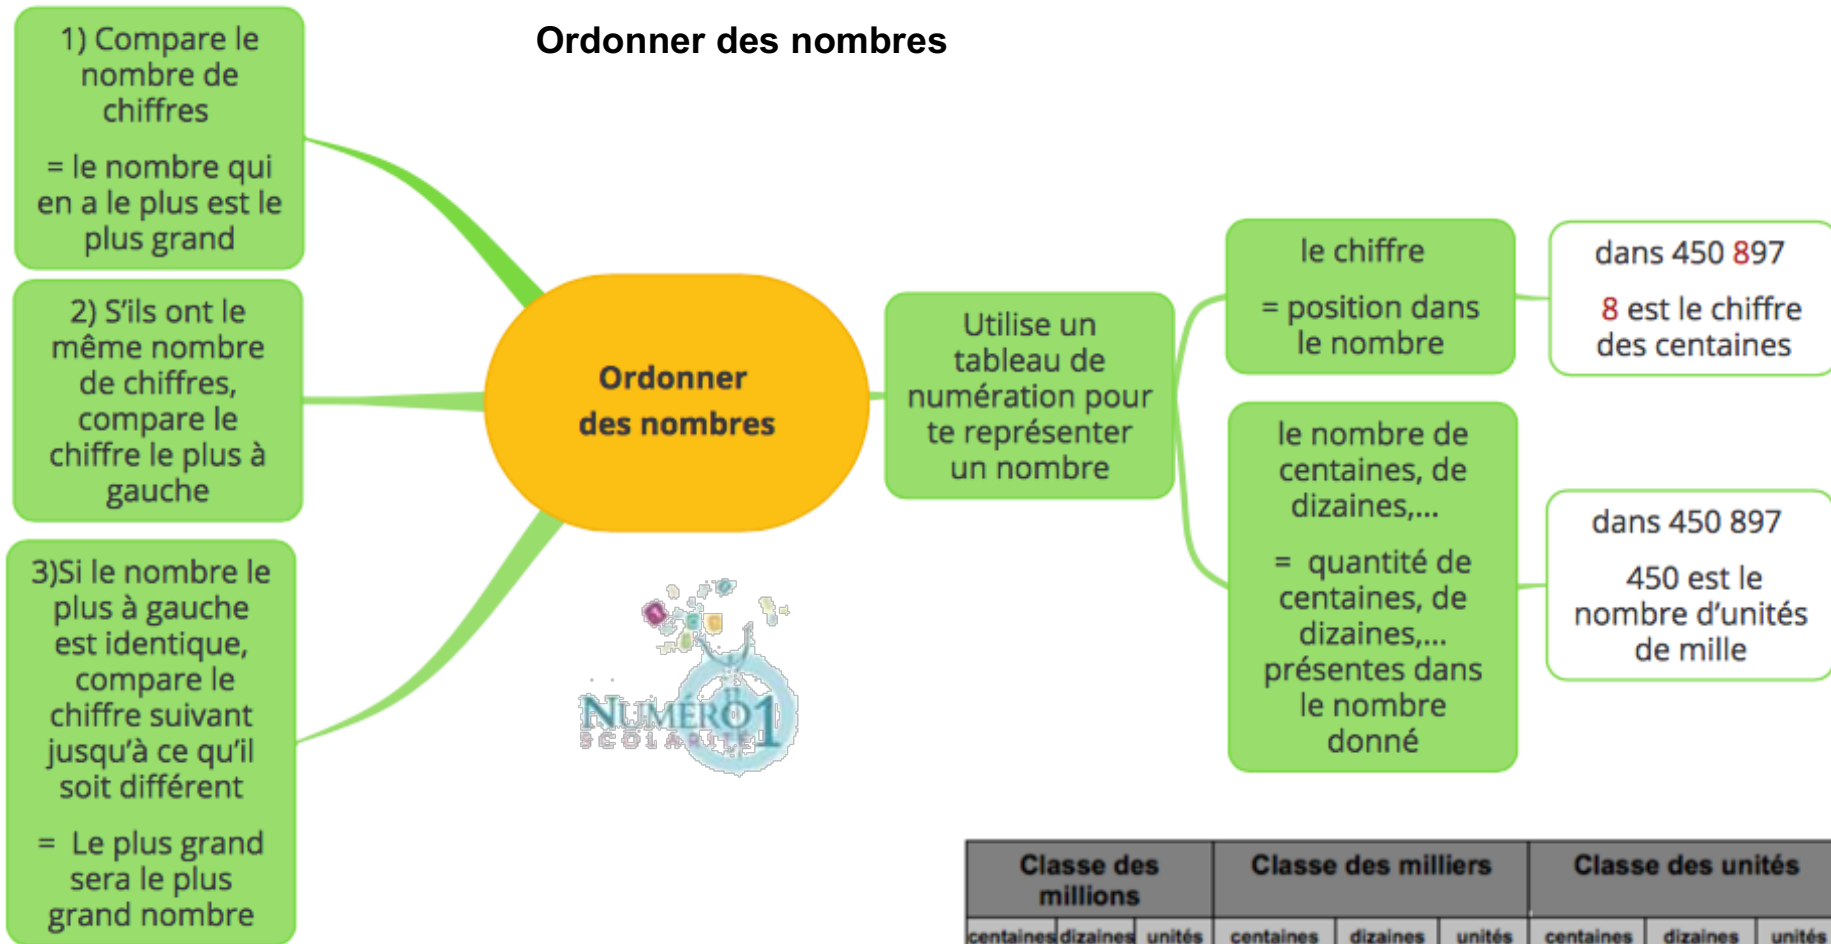 Ordonner des nombres
1) Compare le
nombre de
chiffres
= le nombre qui
en a le plus est le
plus grand
2) S'ils ont le
même nombre
de chiffres,
compare le
chiffre le plus à
gauche
3)Si le nombre le
plus à gauche
est identique,
compare le
chiffre suivant
jusqu'à ce qu'il
soit différent
= Le plus grand
sera le plus
grand nombre
Ordonner
des nombres
Utilise un
tableau de
numération pour
te représenter
un nombre
le chiffre
= position dans
le nombre
dans 450 897
8 est le chiffre
des centaines
le nombre de
centaines, de
dizaines,...
= quantité de
centaines, de
dizaines,...
présentes dans
le nombre
donné
dans 450 897
450 est le
nombre d'unités
de mille
NUMÉRO1
SCOLARITÉ
Classe des
millions
Classe des milliers
Classe des unités
centaines dizaines unités centaines dizaines unités centaines dizaines unités